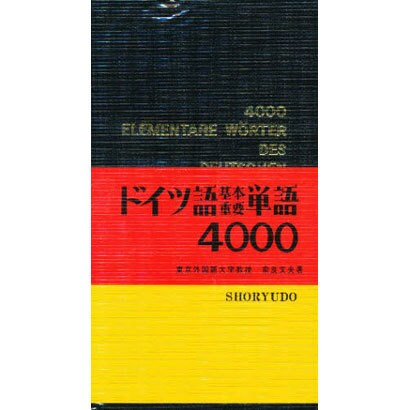 4000
ELEMENTARE WÖRTER
DES
DEUTSCHEN
ドイツ語基本重要単語
4000
東京外国語大学教授
SHORYUDO